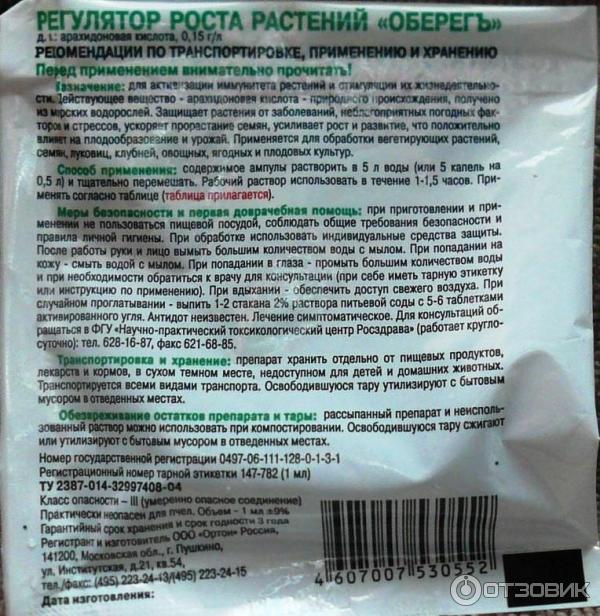 РЕГУЛЯТОР РОСТА РАСТЕНИЙ «ОБЕРЕГЪ»
д.в.: арахидоновая кислота, 0,15 г/л
РЕКОМЕНДАЦИИ ПО ТРАНСПОРТИРОВКЕ, ПРИМЕНЕНИЮ И ХРАНЕНИЮ
Перед применением внимательно прочитать!
Назначение: для активизации иммунитета растений и стимуляции их жизнедеятельно-
сти. Действующее вещество - арахидоновая кислота - природного происхождения, получено
из морских водорослей. Защищает растения от заболеваний, неблагоприятных погодных фак-
торов и стрессов, ускоряет прорастание семян, усиливает рост и развитие, что положительно
влияет на плодообразование и урожай. Применяется для обработки вегетирующих растений,
семян, луковиц, клубней, овощных, ягодных и плодовых культур.
Способ применения: содержимое ампулы растворить в 5 л воды (или 5 капель на
0,5 л) и тщательно перемешать. Рабочий раствор использовать в течение 1-1,5 часов. При-
менять согласно таблице (таблица прилагается).
Меры безопасности и первая доврачебная помощь: при приготовлении и при-
менении не пользоваться пищевой посудой, соблюдать общие требования безопасности и
правила личной гигиены. При обработке использовать индивидуальные средства защиты.
После работы руки и лицо вымыть большим количеством воды с мылом. При попадании на
кожу - смыть водой с мылом. При попадании в глаза - промыть большим количеством воды
и при необходимости обратиться к врачу для консультации (при себе иметь тарную этикетку
или инструкцию по применению). При вдыхании - обеспечить доступ свежего воздуха. При
случайном проглатывании - выпить 1-2 стакана 2% раствора питьевой соды с 5-6 таблетками
активированного угля. Антидот неизвестен. Лечение симптоматическое. Для консультаций об-
ращаться в ФГУ «Научно-практический токсикологический центр Росздрава» (работает кругло-
суточно): тел. 628-16-87, факс 621-68-85.
Транспортировка и хранение: препарат хранить отдельно от пищевых продуктов,
лекарств и кормов, в сухом темном месте, недоступном для детей и домашних животных.
Транспортируется всеми видами транспорта. Освободившуюся тару утилизируют с бытовым
мусором в отведенных местах.
Обезвреживание остатков препарата и тары: рассыпанный препарат и неисполь-
зованный раствор можно использовать при компостировании. Освободившуюся тару сжигают
или утилизируют с бытовым мусором в отведенных местах.
Номер государственной регистрации 0497-06-111-128-0-1-3-1
Регистрационный номер тарной этикетки 147-782 (1 мл)
ТУ 2387-014-32997408-04
Класс опасности – III (умеренно опасное соединение)
Практически неопасен для пчел. Объем - 1 мл ±9%
Гарантийный срок хранения и срок годности 3 года
Регистрант и изготовитель ООО «Ортон» Россия,
141200, Московская обл., г. Пушкино,
ул. Институтская, д.21, кв.54,
тел./факс: (495) 223-24-13/(495) 223-24-15
Дата изготовления:
4 607007 530552
ОТЗОВИК